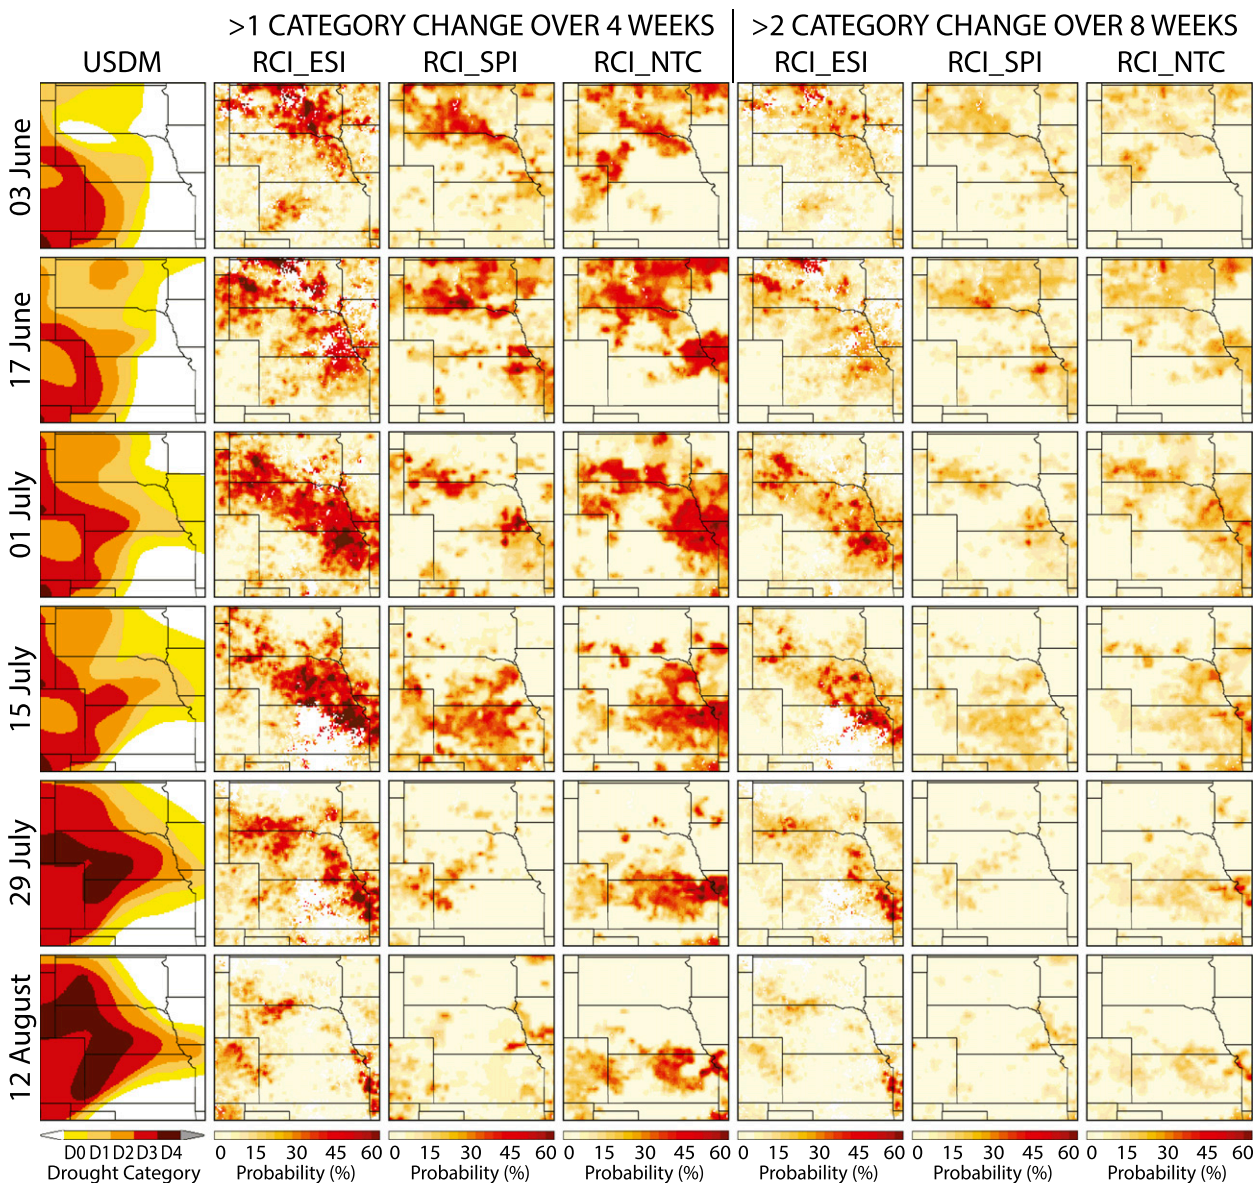 >1 CATEGORY CHANGE OVER 4 WEEKS >2 CATEGORY CHANGE OVER 8 WEEKS
USDM RCI_ESI RCI_SPI RCI_NTC RCI_ESI RCI_SPI RCI_NTC
03 June
17 June
01 July
15 July
29 July
12 August
D0 D1 D2 D3 D4 0 15 30 45 60 0 15 30 45 60 0 15 30 45 60 0 15 30 45 60 0 15 30 45 60 0 15 30 45 60
Drought Category Probability (%) Probability (%) Probability (%) Probability (%) Probability (%) Probability (%)